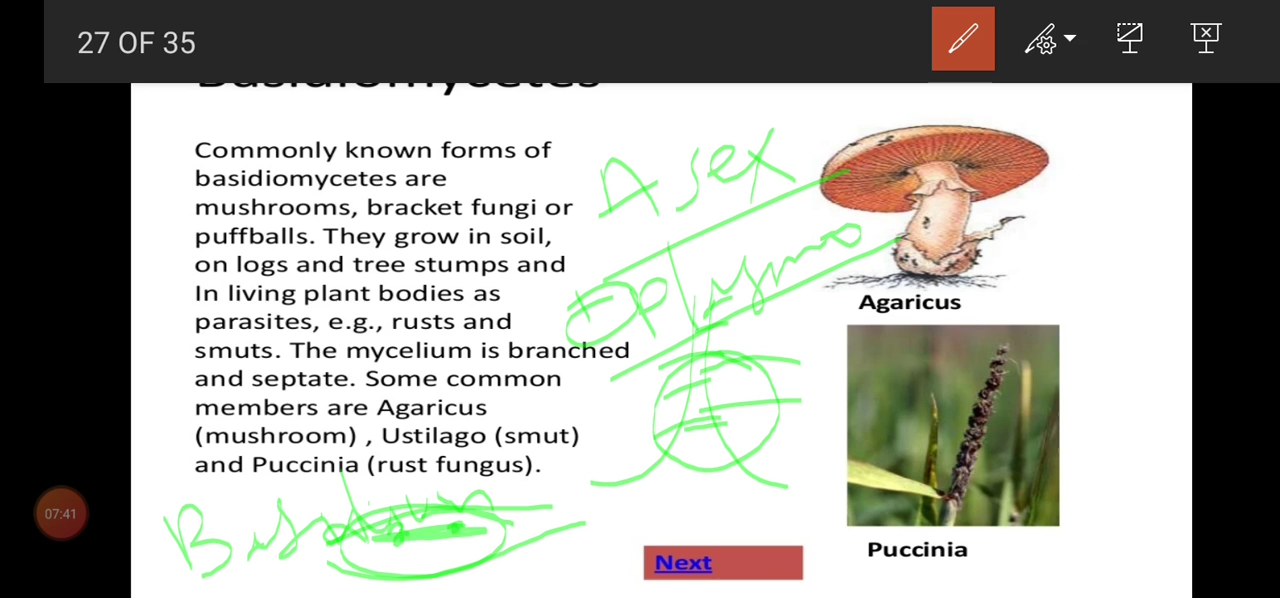 27 OF 35
Basidiomycetes
Commonly known forms of
basidiomycetes are
mushrooms, bracket fungi or
puffballs. They grow in soil,
on logs and tree stumps and
In living plant bodies as
parasites, e.g., rusts and
smuts. The mycelium is branched
and septate. Some common
members are Agaricus
(mushroom) , Ustilago (smut)
and Puccinia (rust fungus).
A sex
Agaricus
Puccinia
07:41
Next